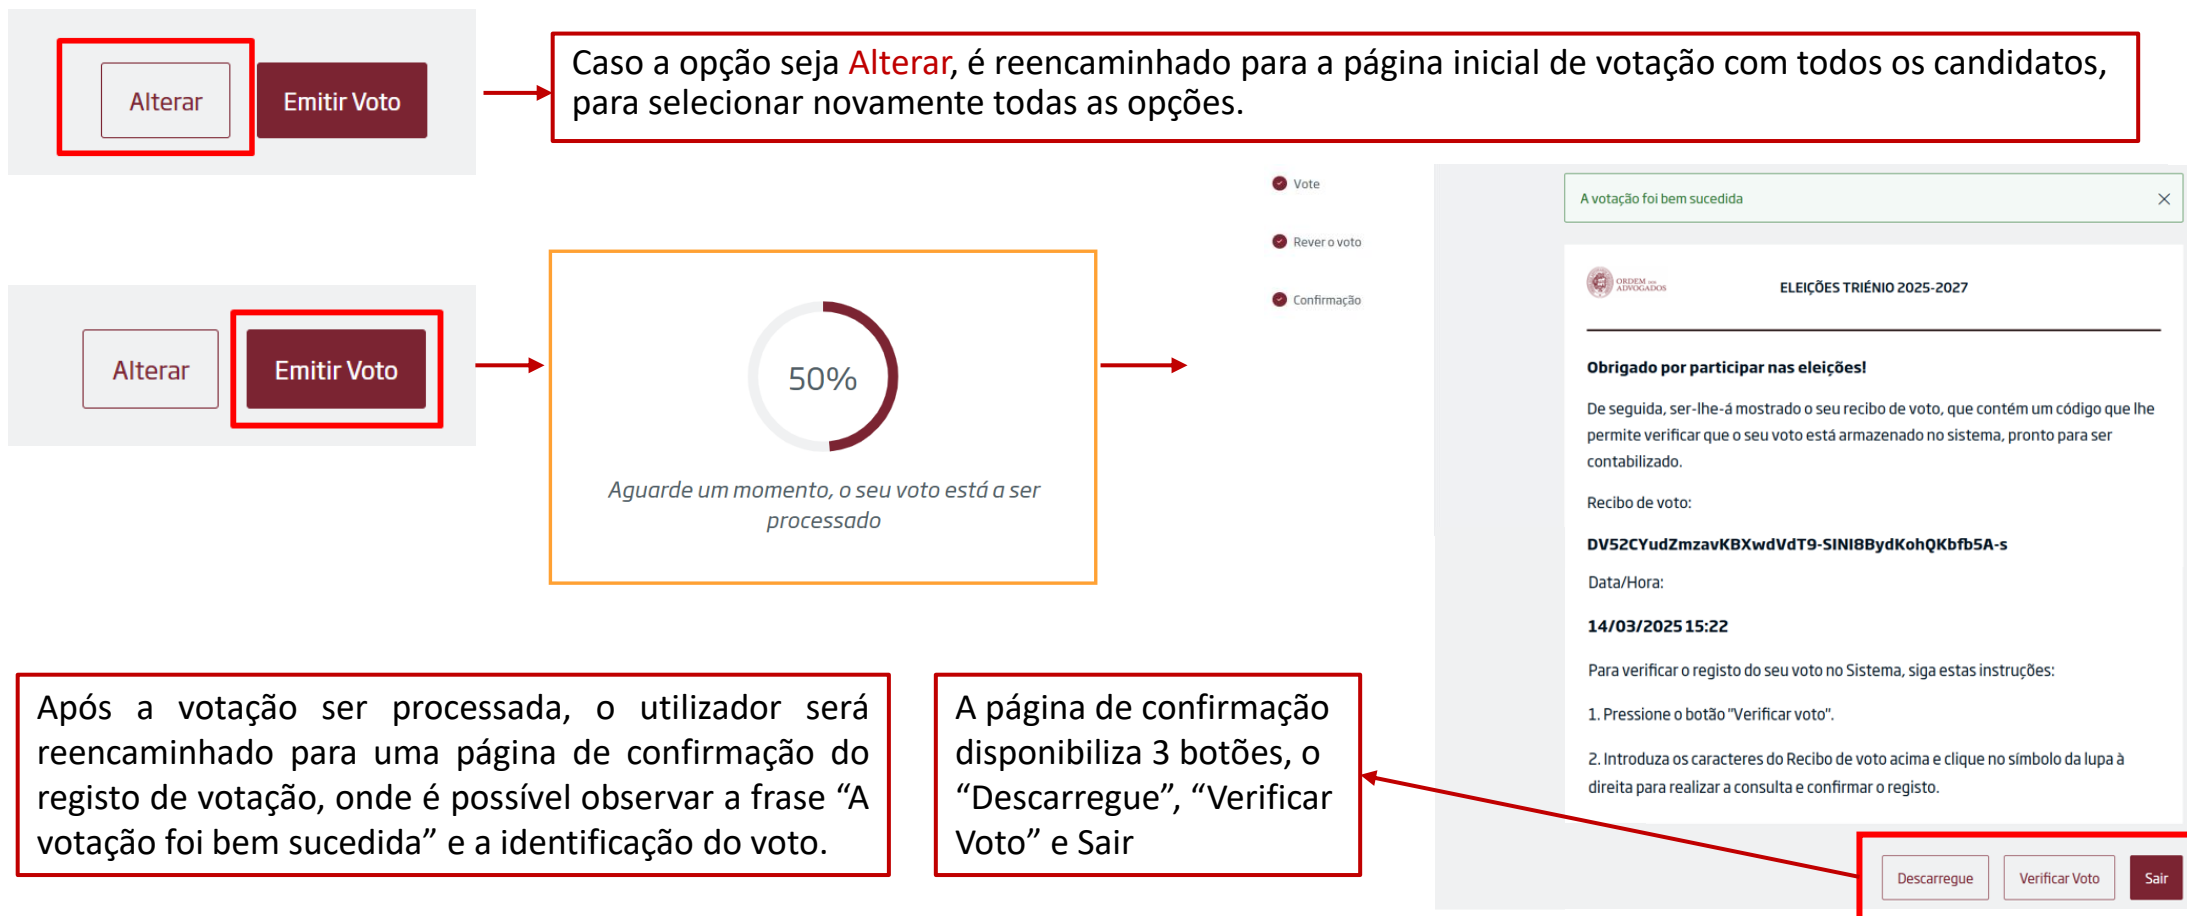 Alterar
Emitir Voto
Caso a opção seja Alterar, é reencaminhado para a página inicial de votação com todos os candidatos,
para selecionar novamente todas as opções.
Alterar
Emitir Voto
50%
Aguarde um momento, o seu voto está a ser
processado
Vote
Rever o voto
Confirmação
A votação foi bem sucedida
ORDEM DOS
ADVOGADOS
ELEIÇÕES TRIÉNIO 2025-2027
Obrigado por participar nas eleições!
De seguida, ser-lhe-á mostrado o seu recibo de voto, que contém um código que lhe
permite verificar que o seu voto está armazenado no sistema, pronto para ser
contabilizado.
Recibo de voto:
DV52CYudZmzavKBXwdVdT9-SINI8BydKohQKbfb5A-s
Data/Hora:
14/03/2025 15:22
Para verificar o registo do seu voto no Sistema, siga estas instruções:
1. Pressione o botão "Verificar voto".
2. Introduza os caracteres do Recibo de voto acima e clique no símbolo da lupa à
direita para realizar a consulta e confirmar o registo.
Descarregue
Verificar Voto
Sair
Após a votação ser processada, o utilizador será
reencaminhado para uma página de confirmação do
registo de votação, onde é possível observar a frase “A
votação foi bem sucedida” e a identificação do voto.
A página de confirmação
disponibiliza 3 botões, o
“Descarregue”, “Verificar
Voto” e Sair